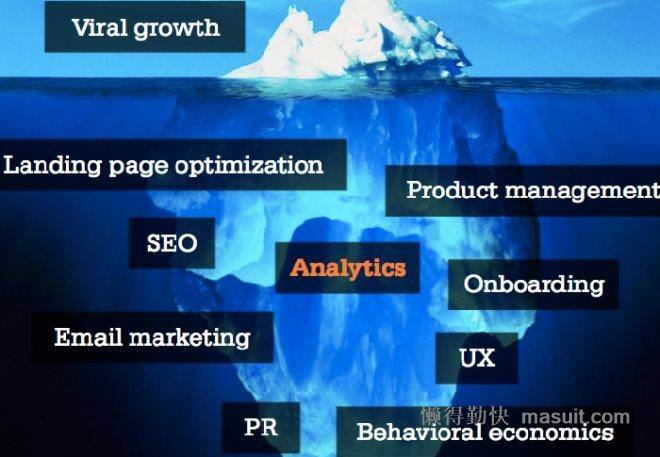 Viral growth
Landing page optimization
Product management
SEO
Analytics
Onboarding
Email marketing
UX
PR
懒得勤快 masuit.com
Behavioral economics